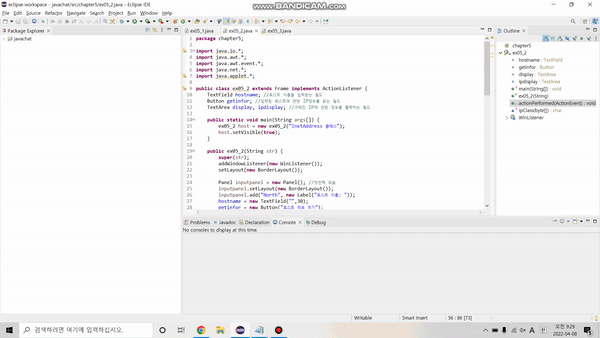 eclipse-workspace - javachat/src/chapter5/ex05_2.java - Eclipse IDE
www.BANDICAM.com
File Edit Source Refactor Navigate Search Project Run Window Help
Package Explorer
javachat
ex05_1.java
ex05_2.java
ex05_3.java
1 package chapter5;
2
3 import java.io.*;
4 import java.awt.*;
5 import java.awt.event.*;
6 import java.net.*;
7 import java.applet.*;
8
9 public class ex05_2 extends Frame implements ActionListener {
10 TextField hostname; //호스트 이름을 입력받는 필드
11 Button getinfor; //입력된 호스트에 관한 IP정보를 읽는 필드
12 TextArea display, ipdisplay; //구해진 IP에 관한 정보를 출력하는 필드
13
14 public static void main(String args[]) {
15 ex05_2 host = new ex05_2("InetAddress 클래스");
16 host.setVisible(true);
17 }
18
19 public ex05_2(String str) {
20 super(str);
21 addWindowListener(new WinListener());
22 setLayout(new BorderLayout());
23
24 Panel inputpanel = new Panel(); //첫번째 패널
25 inputpanel.setLayout(new BorderLayout());
26 inputpanel.add("North", new Label("호스트 이름: "));
27 hostname = new TextField("",30);
28 getinfor = new Button("호스트 정보 얻기");
Outline
chapter5
ex05_2
hostname : TextField
getinfor : Button
display : TextArea
ipdisplay : TextArea
main(String[]) : void
ex05_2(String)
actionPerformed(ActionEvent) : void
ipClass(byte[]) : char
WinListener
Problems Javadoc Declaration Console Debug
No consoles to display at this time.
Writable
Smart Insert
56 : 86 [73]
검색하려면 여기에 입력하십시오.
A
오전 9:29
2022-04-08